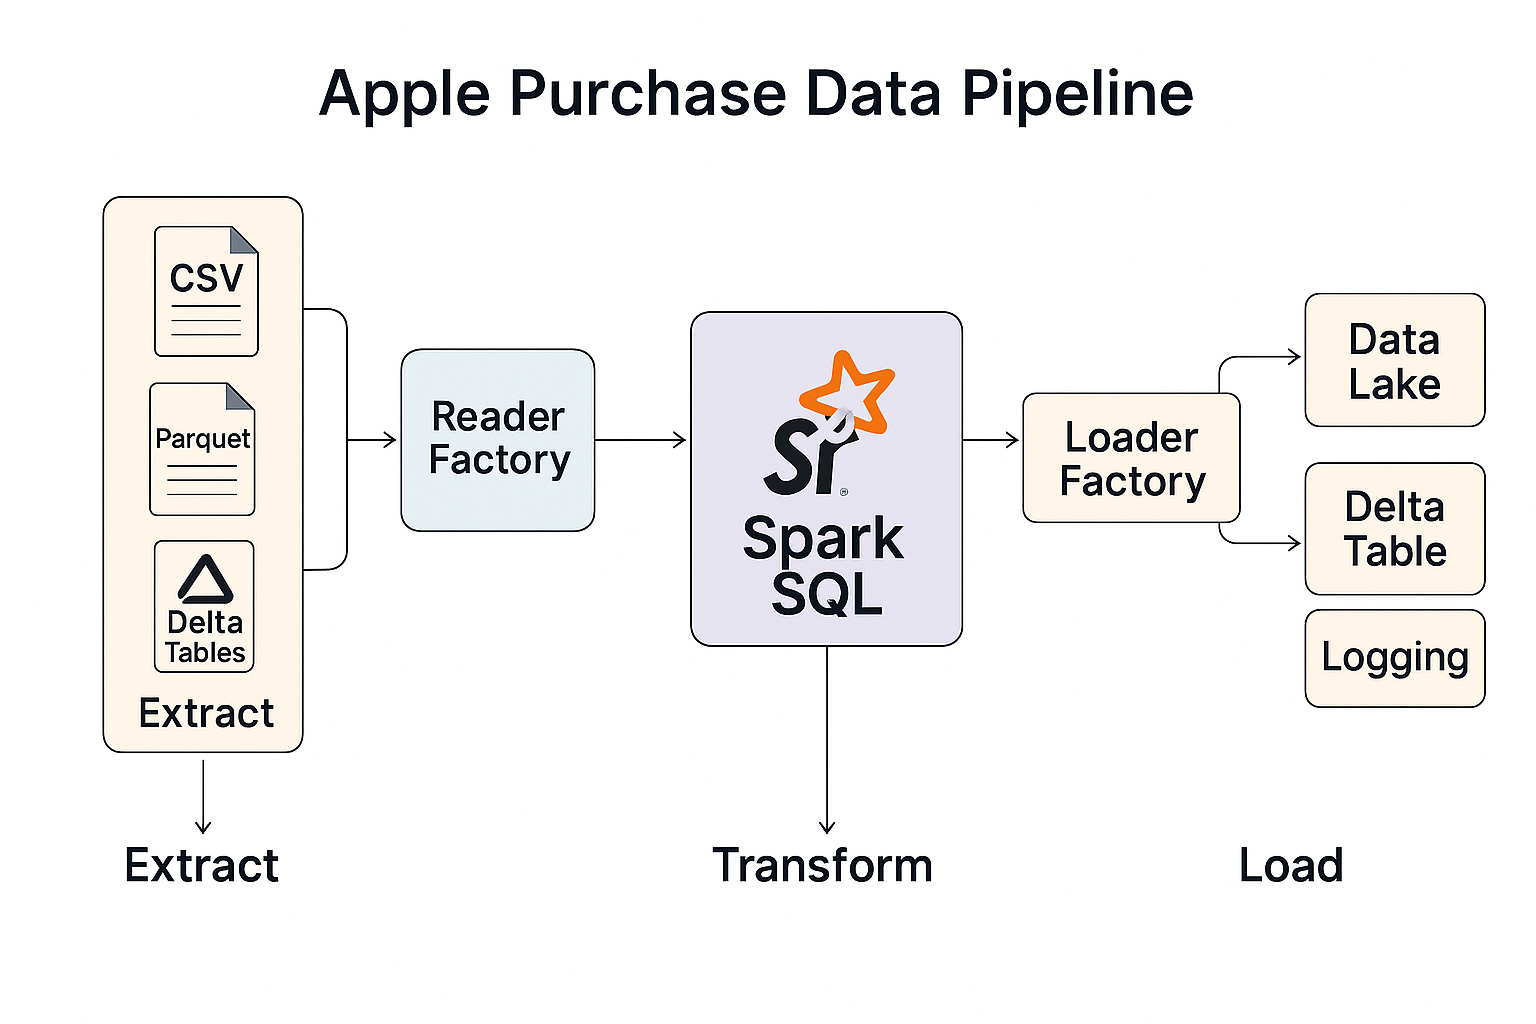 Apple Purchase Data Pipeline
CSV
Parquet
Delta
Tables
Extract
Extract
Reader
Factory
Sr
®
Spark
SQL
Transform
Loader
Factory
Data
Lake
Delta
Table
Logging
Load